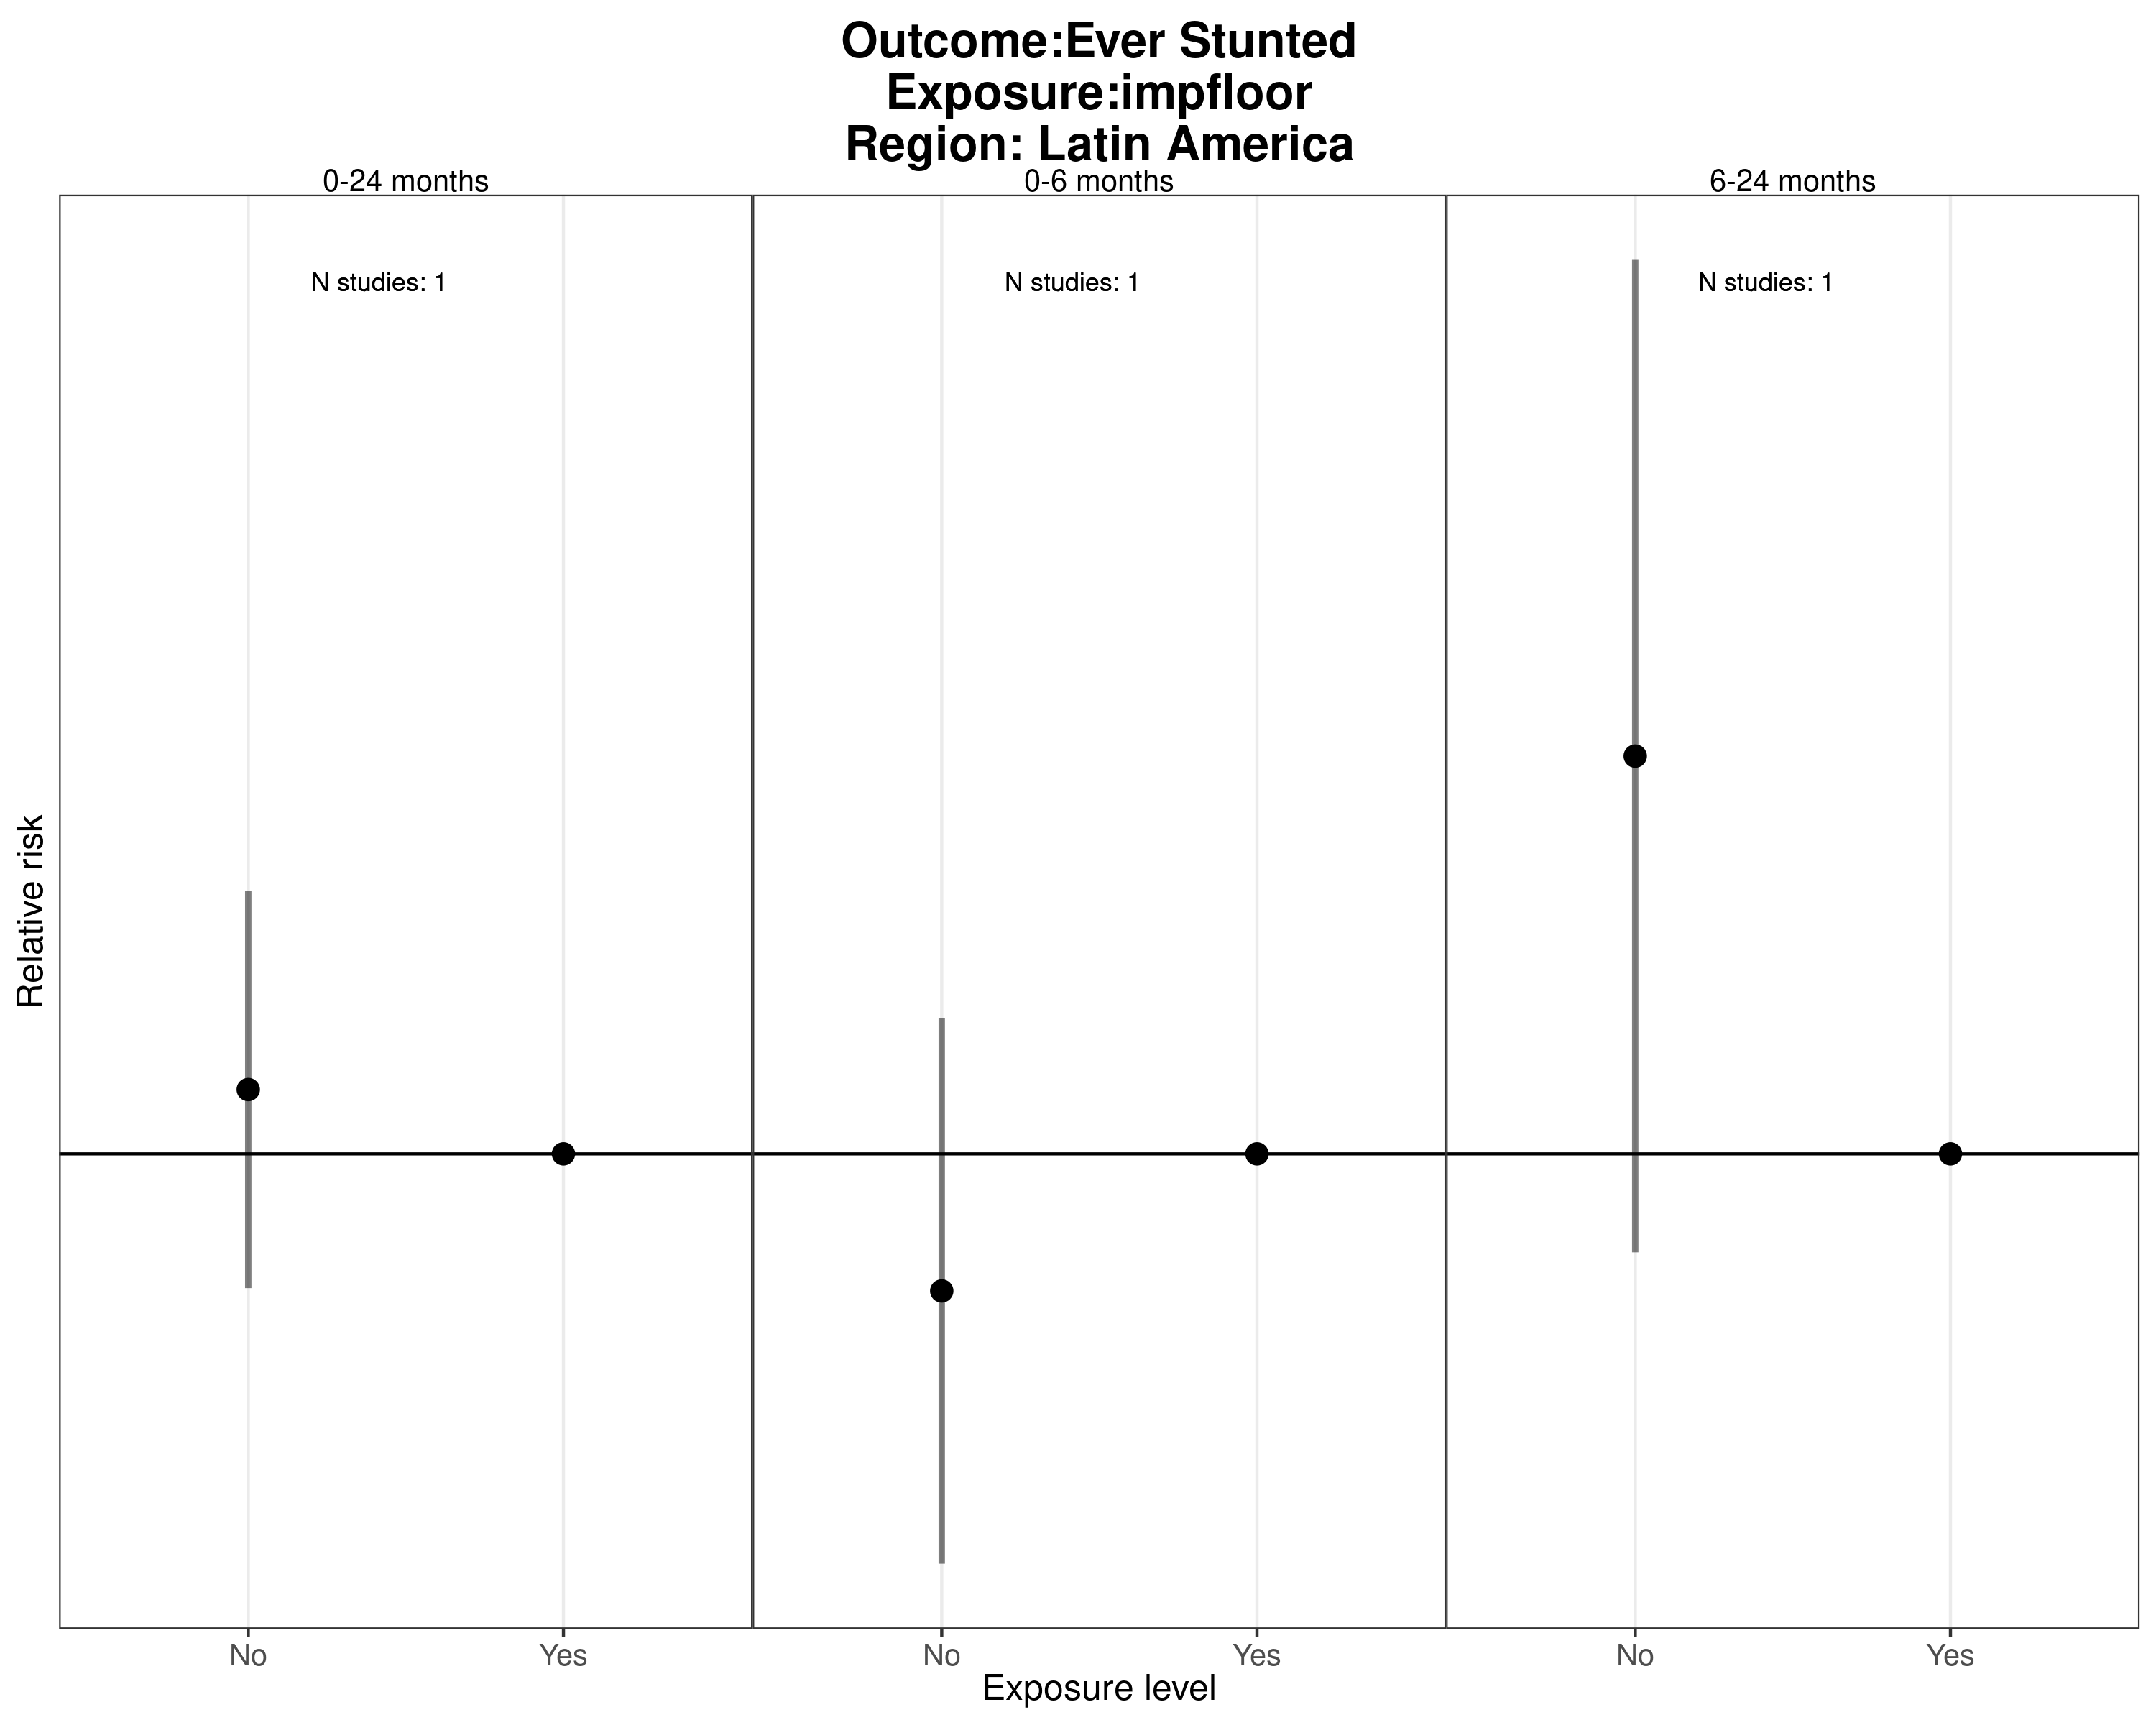 Outcome:Ever Stunted
Exposure:impfloor
Region: Latin America
0-24 months
0-6 months
6-24 months
N studies: 1
N studies: 1
N studies: 1
Relative risk
No
Yes
No
Yes
No
Yes
Exposure level